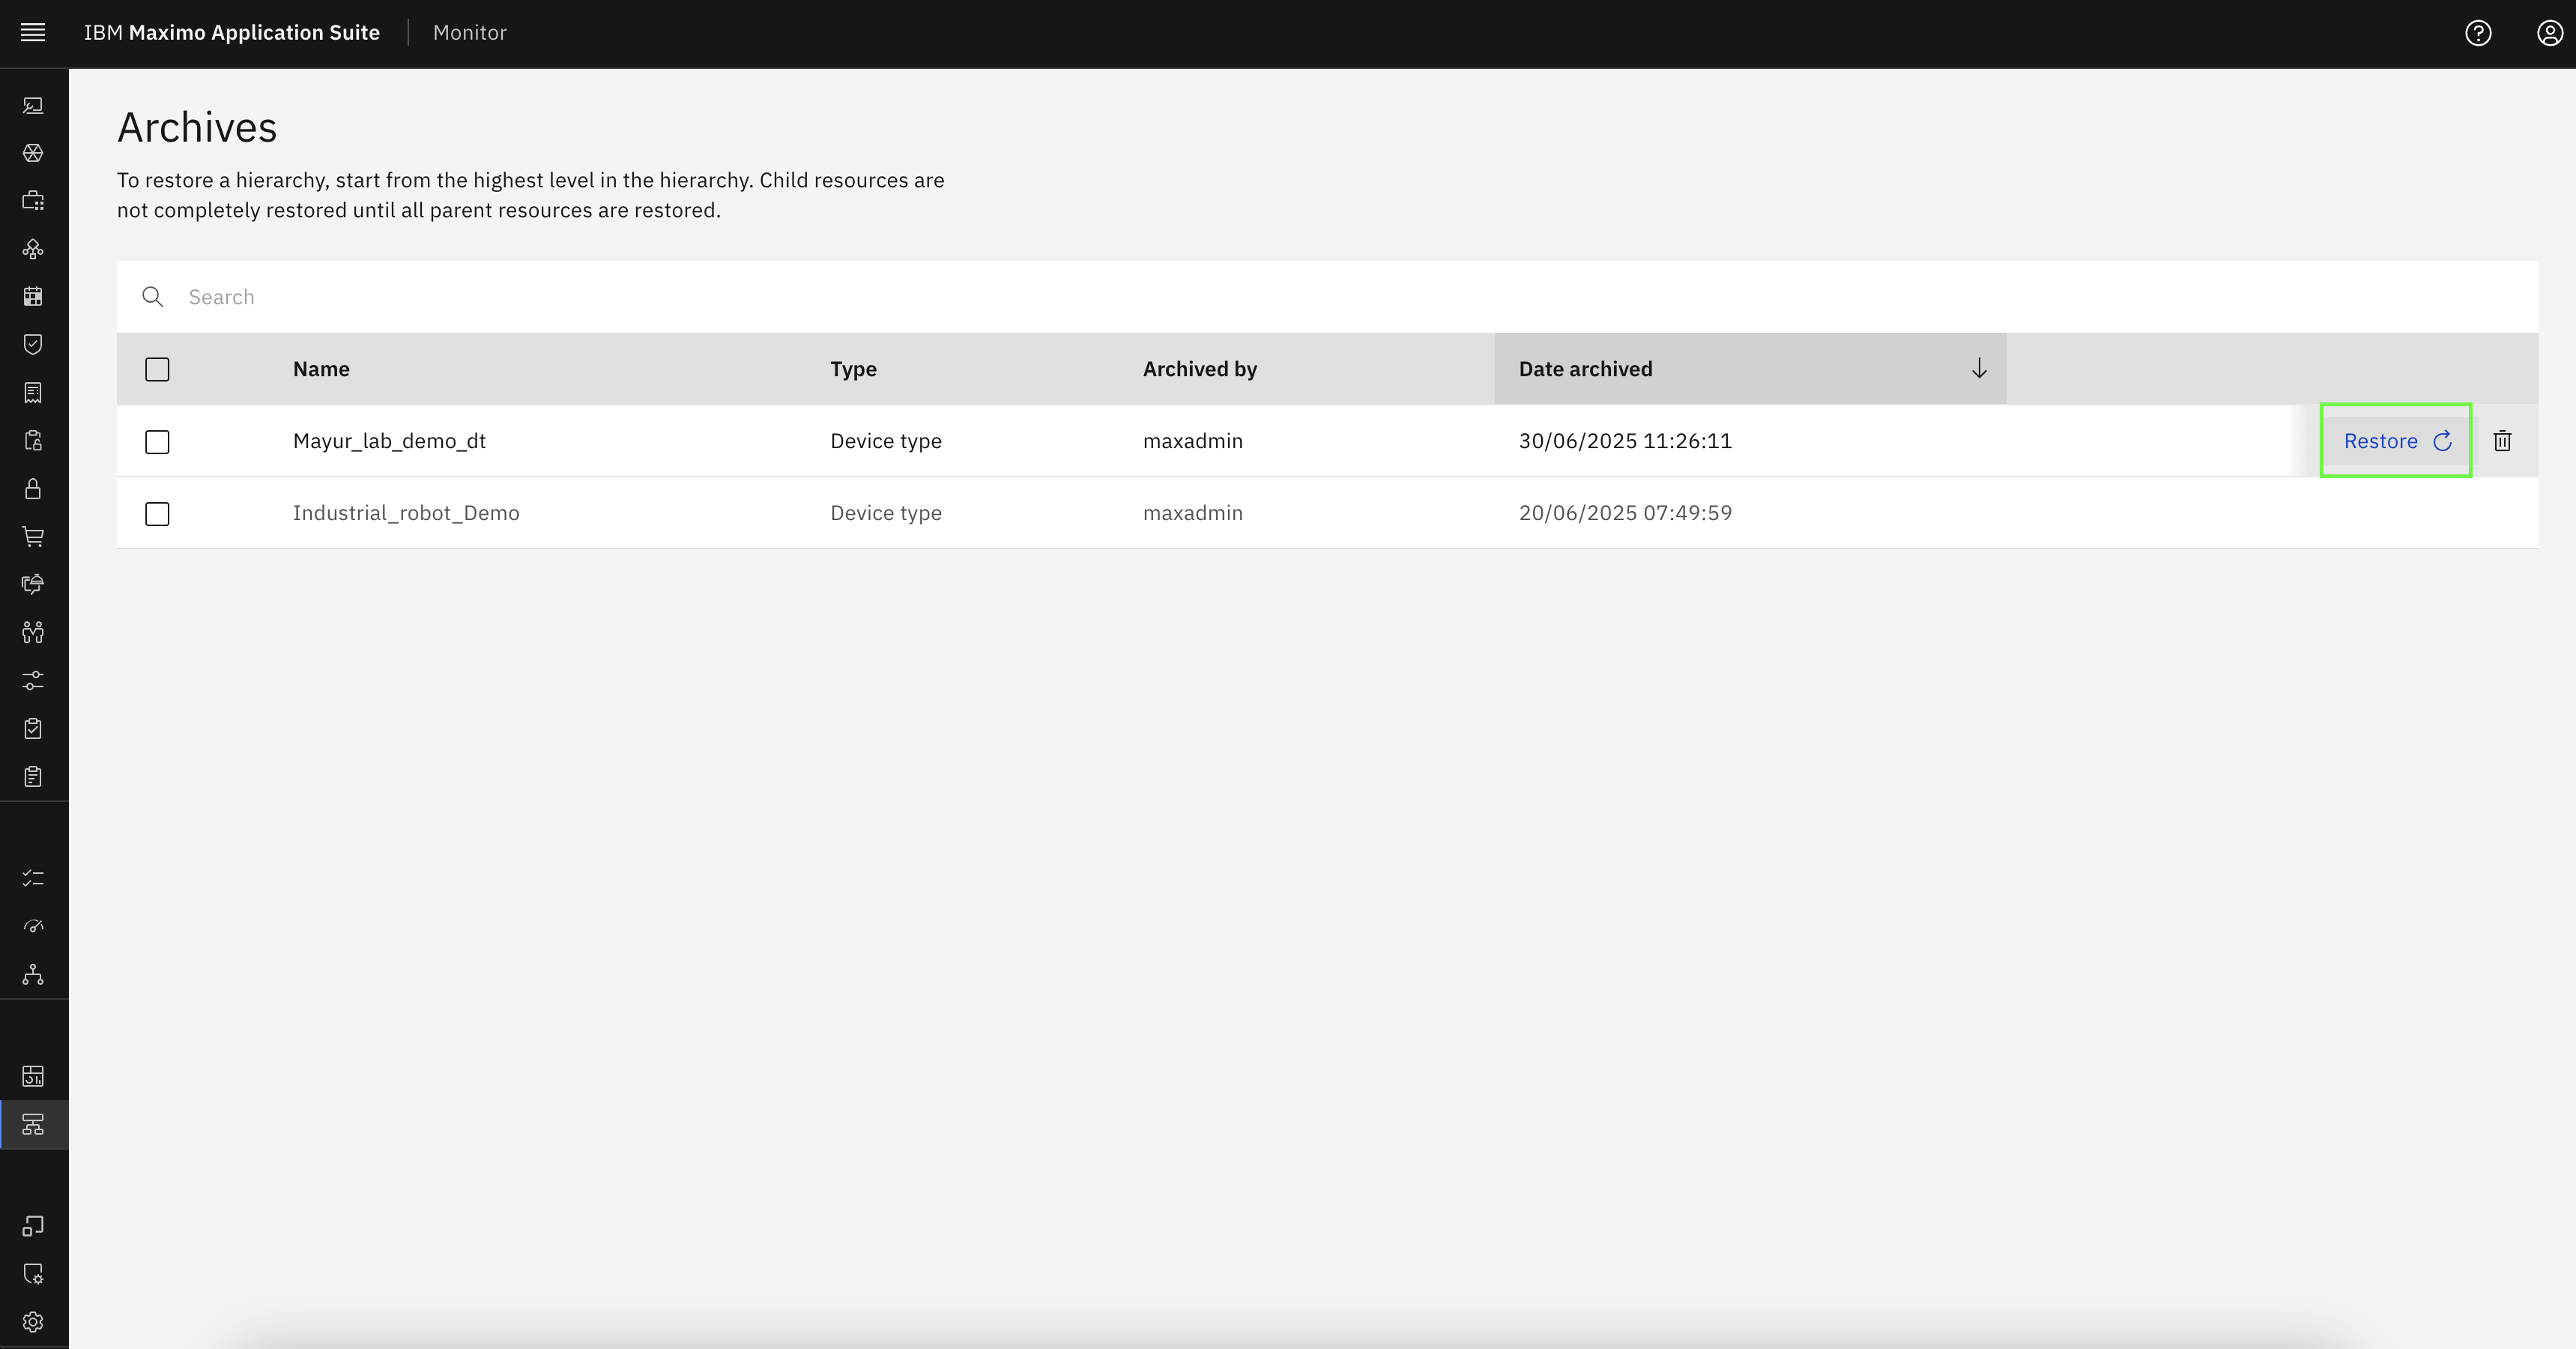 IBM Maximo Application Suite Monitor
Archives
To restore a hierarchy, start from the highest level in the hierarchy. Child resources are
not completely restored until all parent resources are restored.
Search
Name Type Archived by Date archived
Mayur_lab_demo_dt Device type maxadmin 30/06/2025 11:26:11 Restore
Industrial_robot_Demo Device type maxadmin 20/06/2025 07:49:59